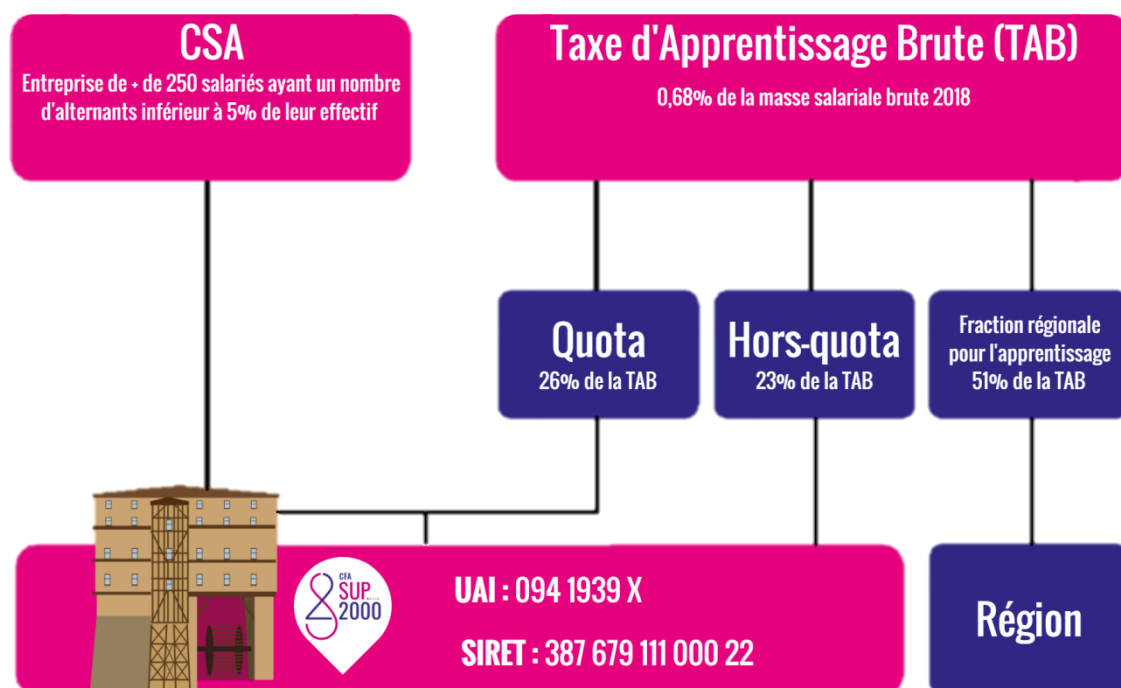 CSA
Entreprise de + de 250 salariés ayant un nombre
d'alternants inférieur à 5% de leur effectif
Taxe d'Apprentissage Brute (TAB)
0,68% de la masse salariale brute 2018
Quota
26% de la TAB
Hors-quota
23% de la TAB
Fraction régionale
pour l'apprentissage
51% de la TAB
CFA
SUP
2000
UAI : 094 1939 X
SIRET : 387 679 111 000 22
Région